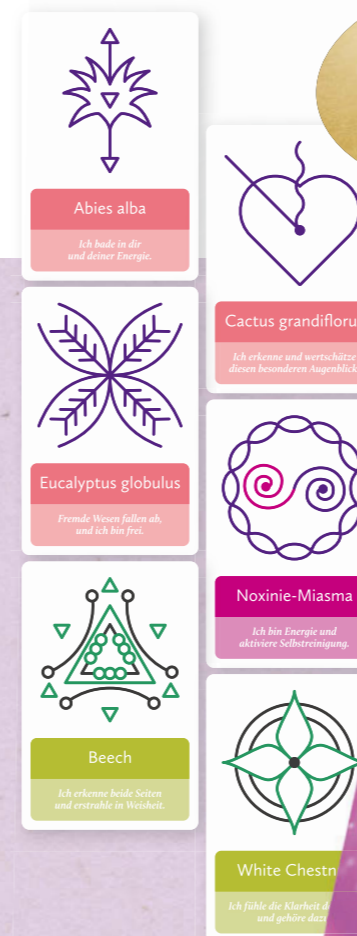 Abies alba
Ich bade in dir
und deiner Energie.
Eucalyptus globulus
Fremde Wesen fallen ab,
und ich bin frei.
Beech
Ich erkenne beide Seiten
und erstrahle in Weisheit.
Cactus grandifloru
Ich erkenne und wertschätze
diesen besonderen Augenblick.
Noxinie-Miasma
Ich bin Energie und
aktiviere Selbstreinigung.
White Chestn
Ich fühle die Klarheit d
und gehöre dazu